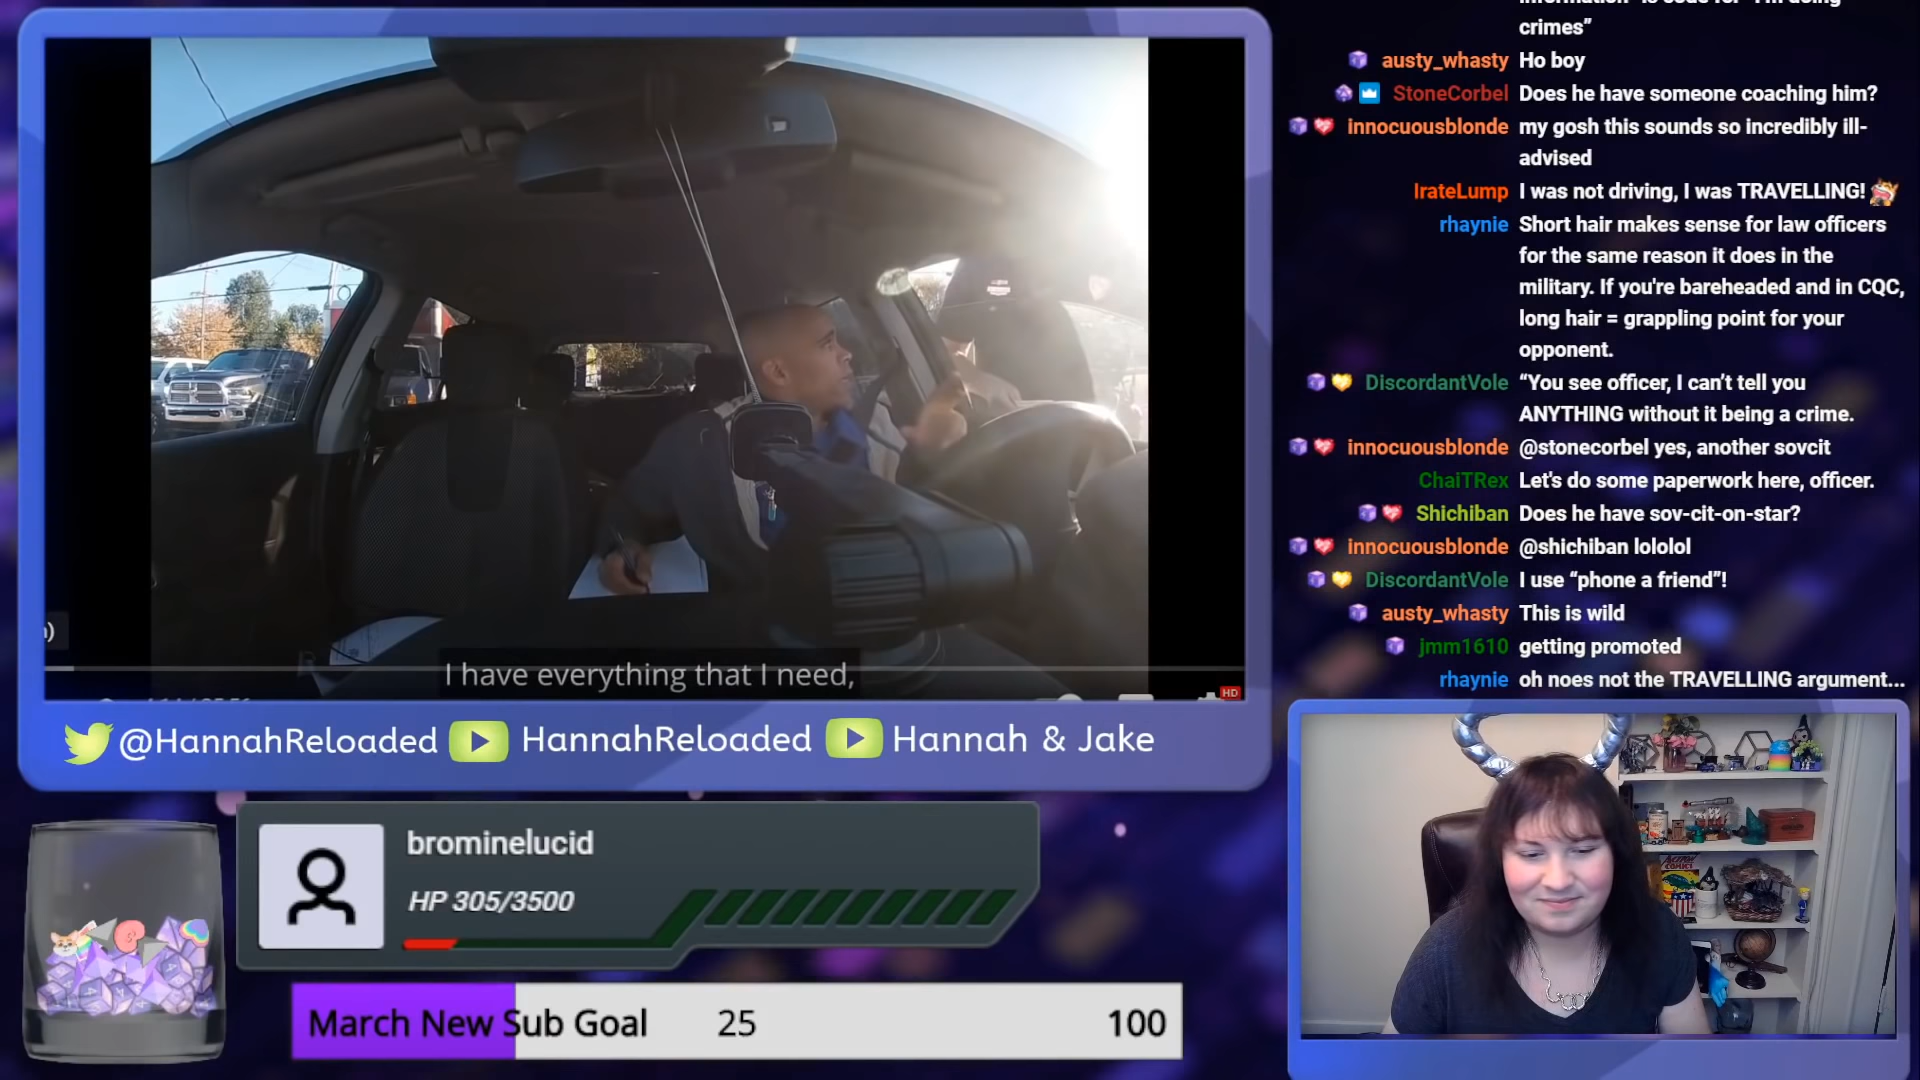 crimes”
austy_whasty Ho boy
StoneCorbel Does he have someone coaching him?
innocuousblonde my gosh this sounds so incredibly ill-
advised
IrateLump I was not driving, I was TRAVELLING!
rhaynie Short hair makes sense for law officers
for the same reason it does in the
military. If you're bareheaded and in CQC,
long hair = grappling point for your
opponent.
DiscordantVole “You see officer, I can’t tell you
ANYTHING without it being a crime.
innocuousblonde @stonecorbel yes, another sovcit
ChaiTRex Let's do some paperwork here, officer.
Shichiban Does he have sov-cit-on-star?
innocuousblonde @shichiban lololol
DiscordantVole I use “phone a friend”!
austy_whasty This is wild
jmm1610 getting promoted
rhaynie oh noes not the TRAVELLING argument...
I have everything that I need,
HD
@HannahReloaded HannahReloaded Hannah & Jake
brominelucid
HP 305/3500
March New Sub Goal 25 100
ACTION
COMICS